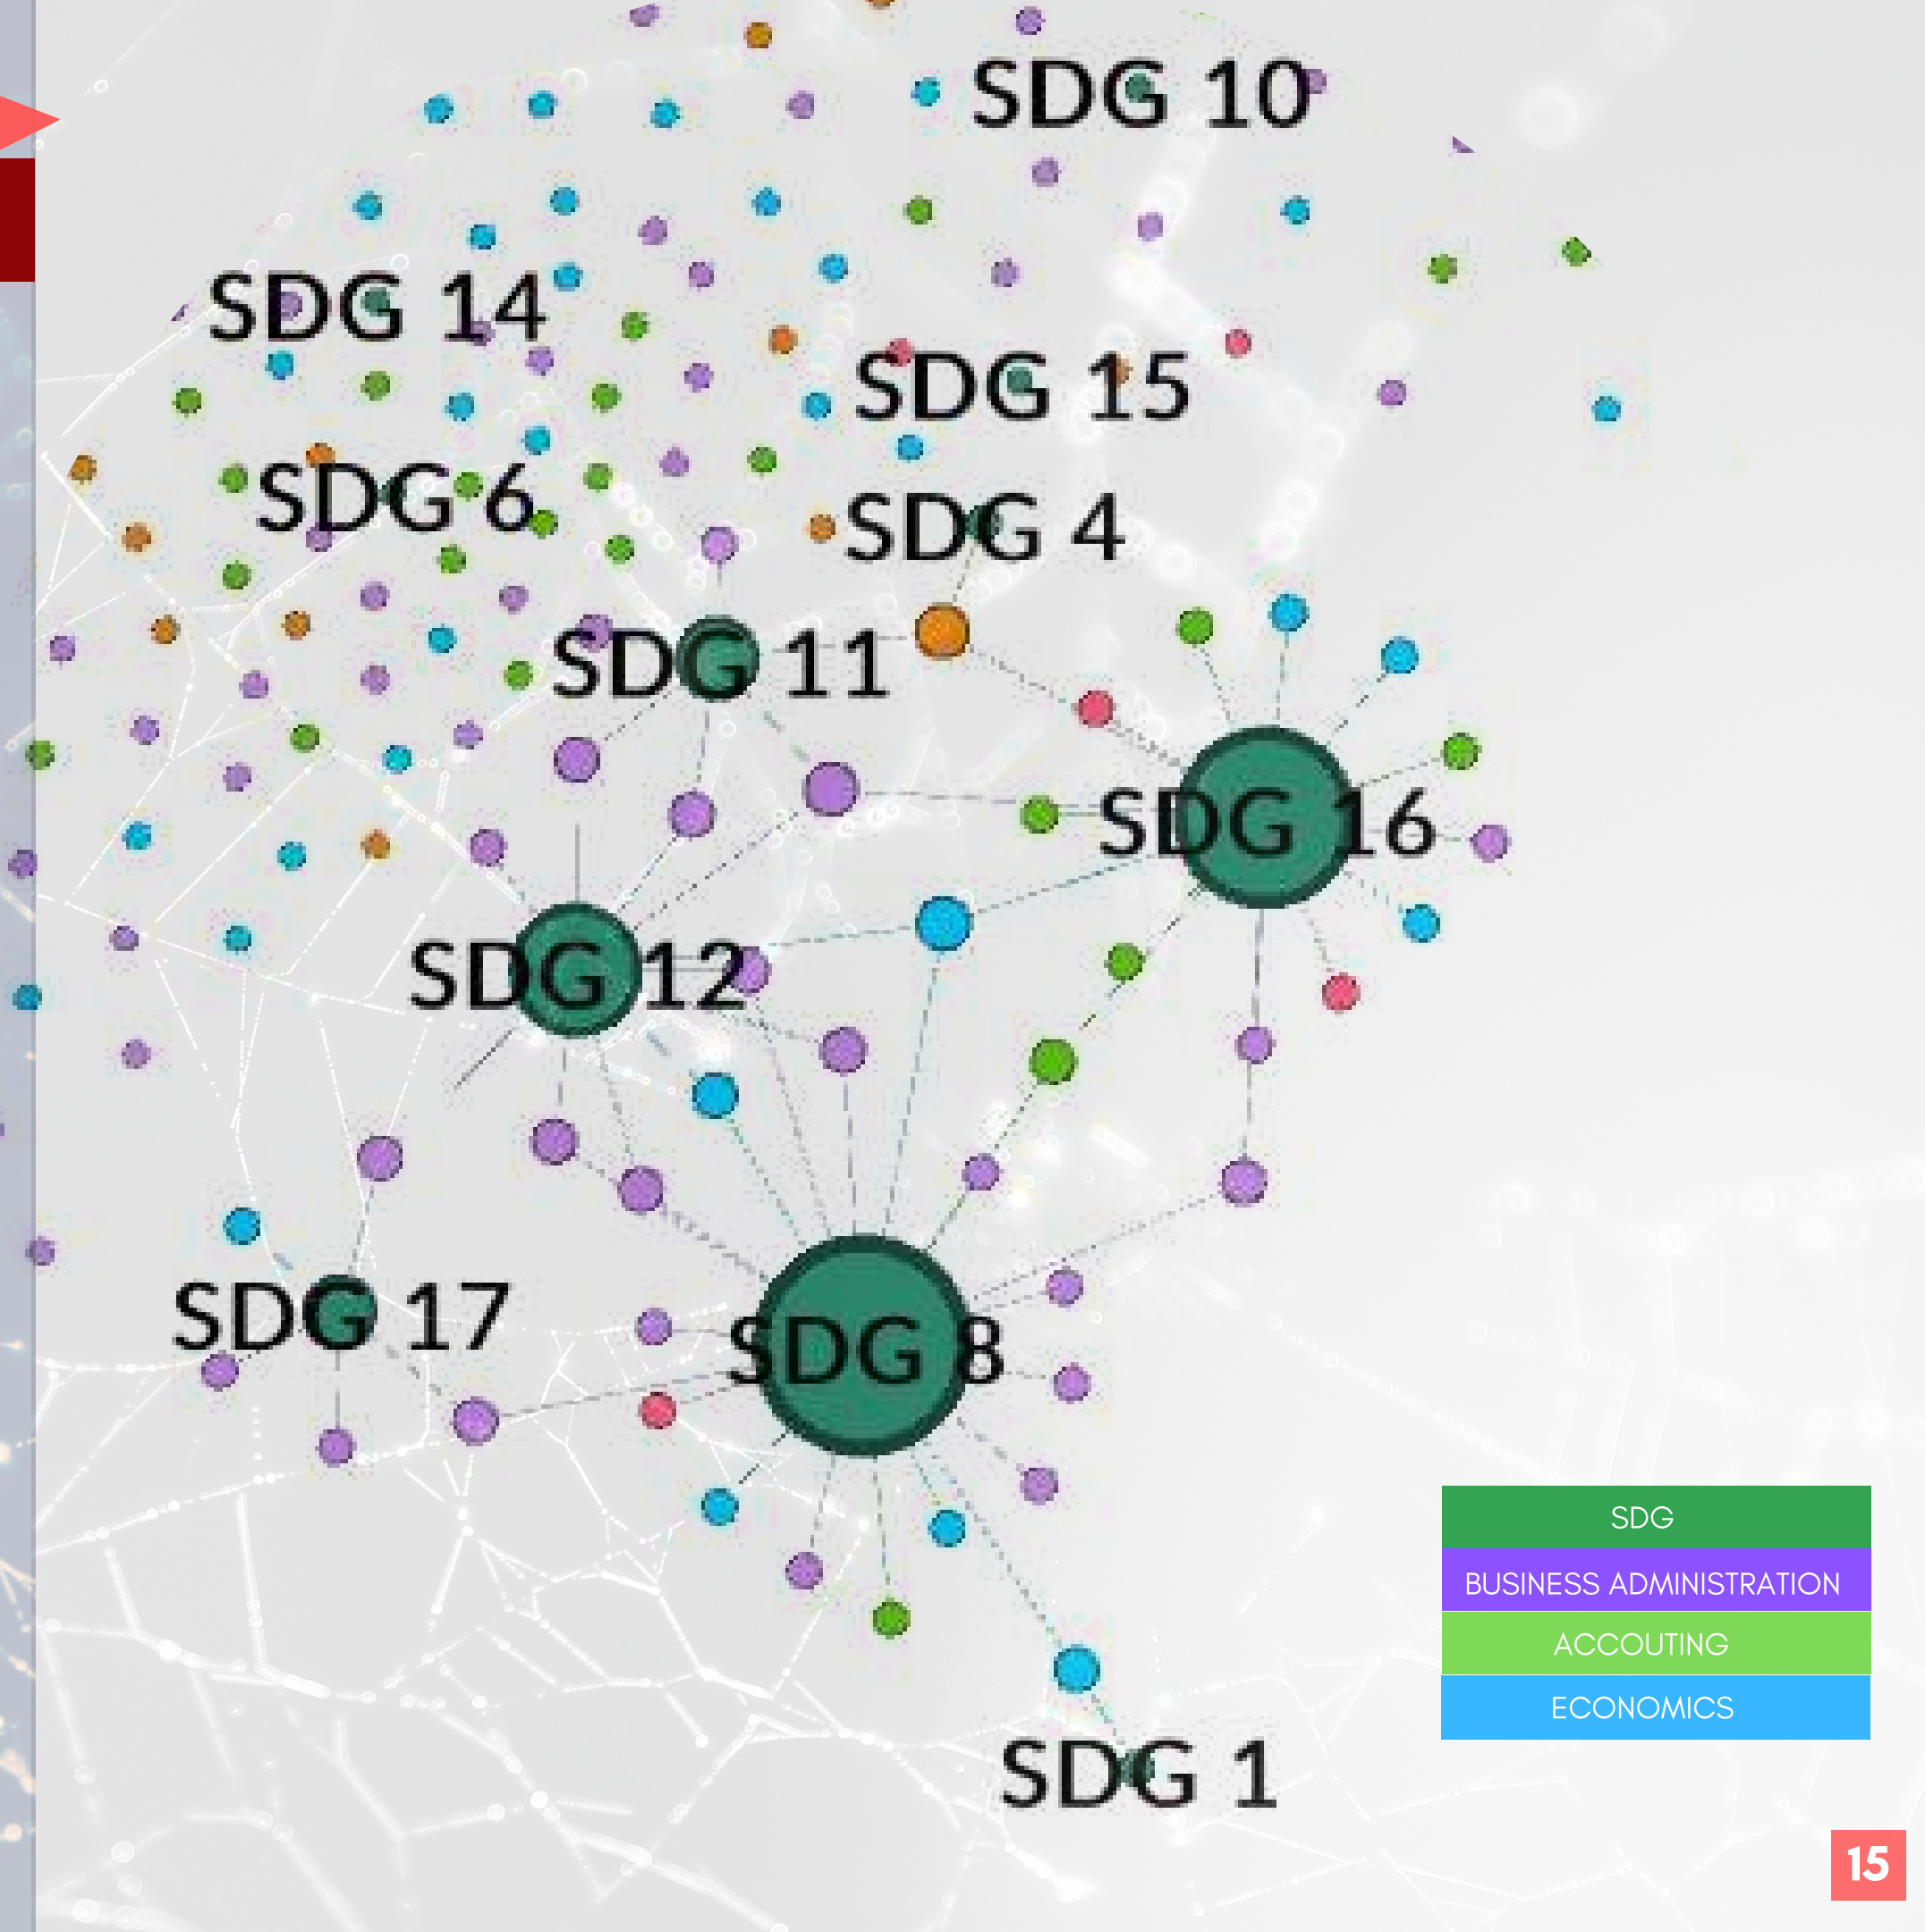 SDG 10
SDG 14
SDG 15
SDG 6
SDG 4
SDG 11
SDG 16
SDG 12
SDG 17
SDG 8
SDG 1
SDG
BUSINESS ADMINISTRATION
ACCOUTING
ECONOMICS
15